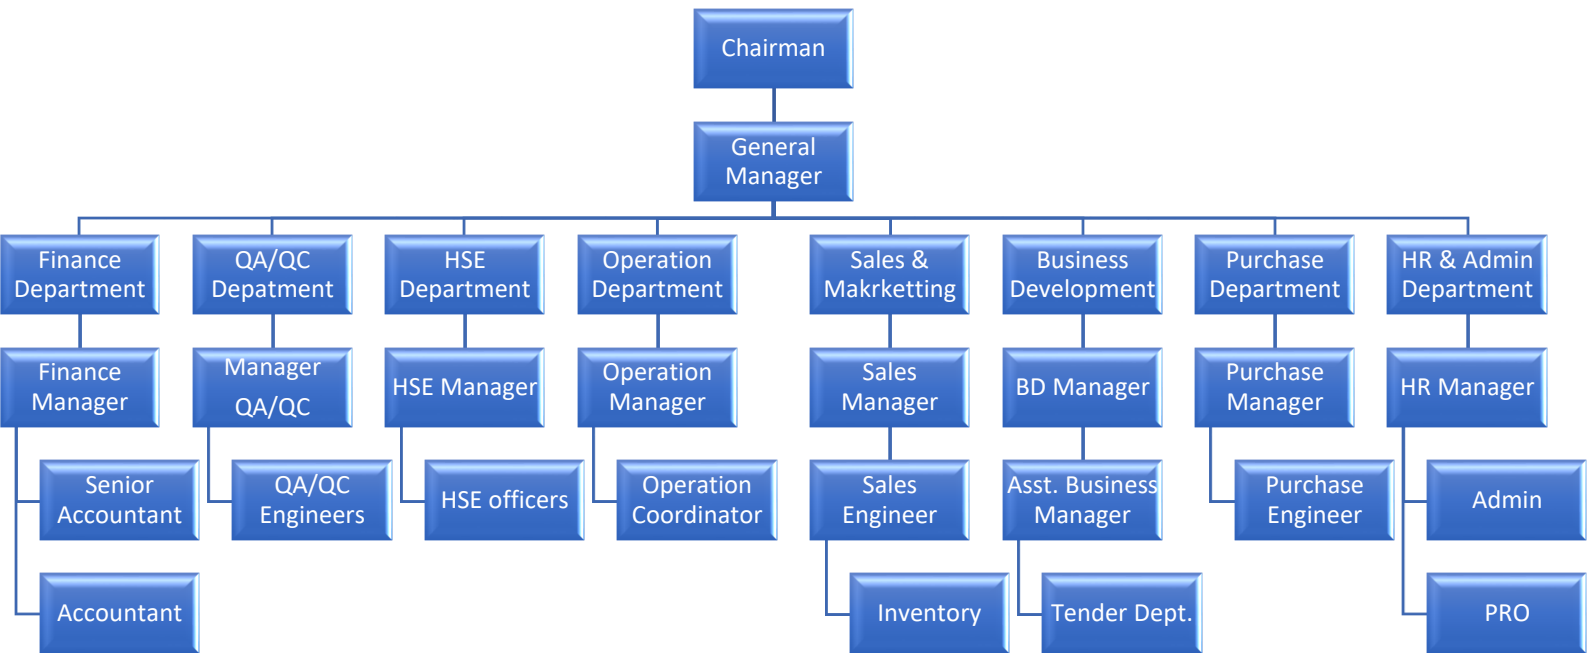 Chairman
General
Manager
Finance
Department
QA/QC
Depatment
HSE
Department
Operation
Department
Sales &
Makrketting
Business
Development
Purchase
Department
HR & Admin
Department
Finance
Manager
Manager
QA/QC
HSE Manager
Operation
Manager
Sales
Manager
BD Manager
Purchase
Manager
HR Manager
Senior
Accountant
QA/QC
Engineers
HSE officers
Operation
Coordinator
Sales
Engineer
Asst. Business
Manager
Purchase
Engineer
Admin
Accountant
Inventory
Tender Dept.
PRO